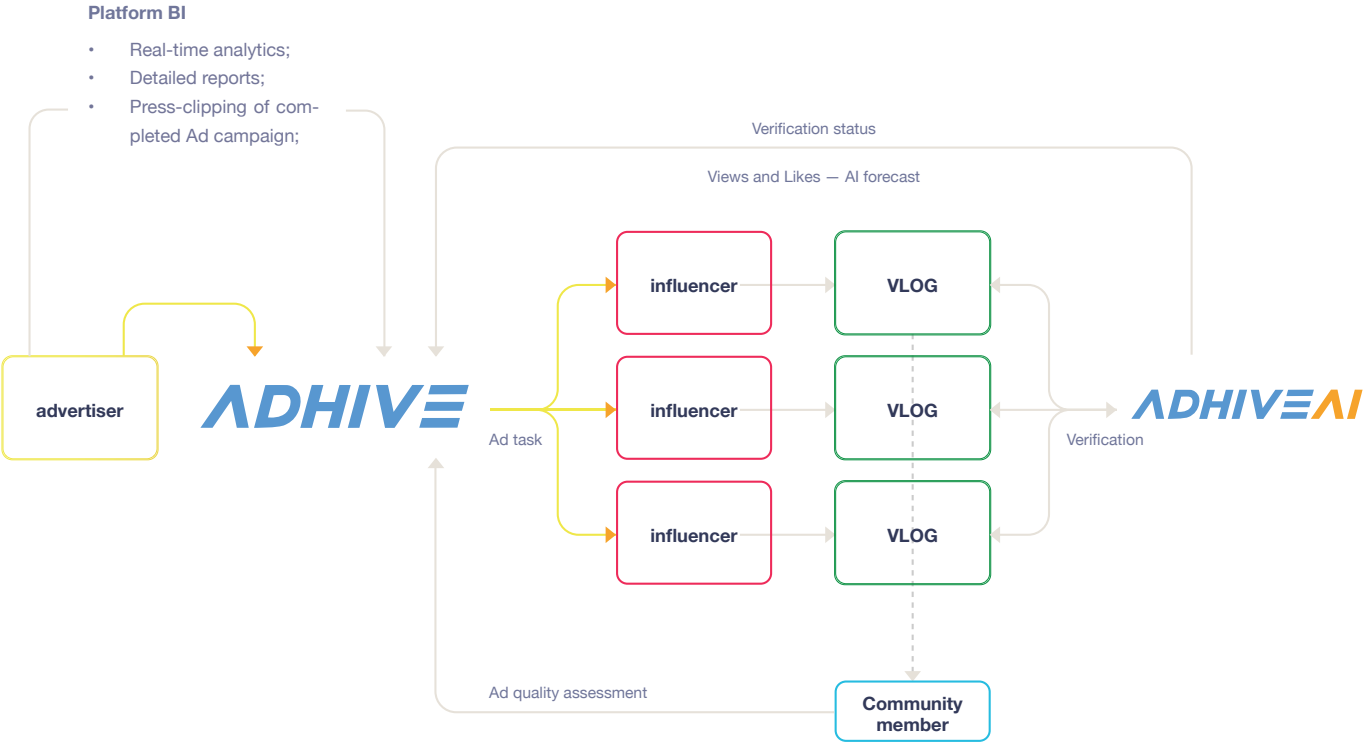 Platform BI
• Real-time analytics;
• Detailed reports;
• Press-clipping of com-
pleted Ad campaign;
Verification status
Views and Likes — AI forecast
influencer
VLOG
advertiser
ADHIVE
Ad task
influencer
VLOG
Verification
ADHIVEAI
influencer
VLOG
Ad quality assessment
Community
member